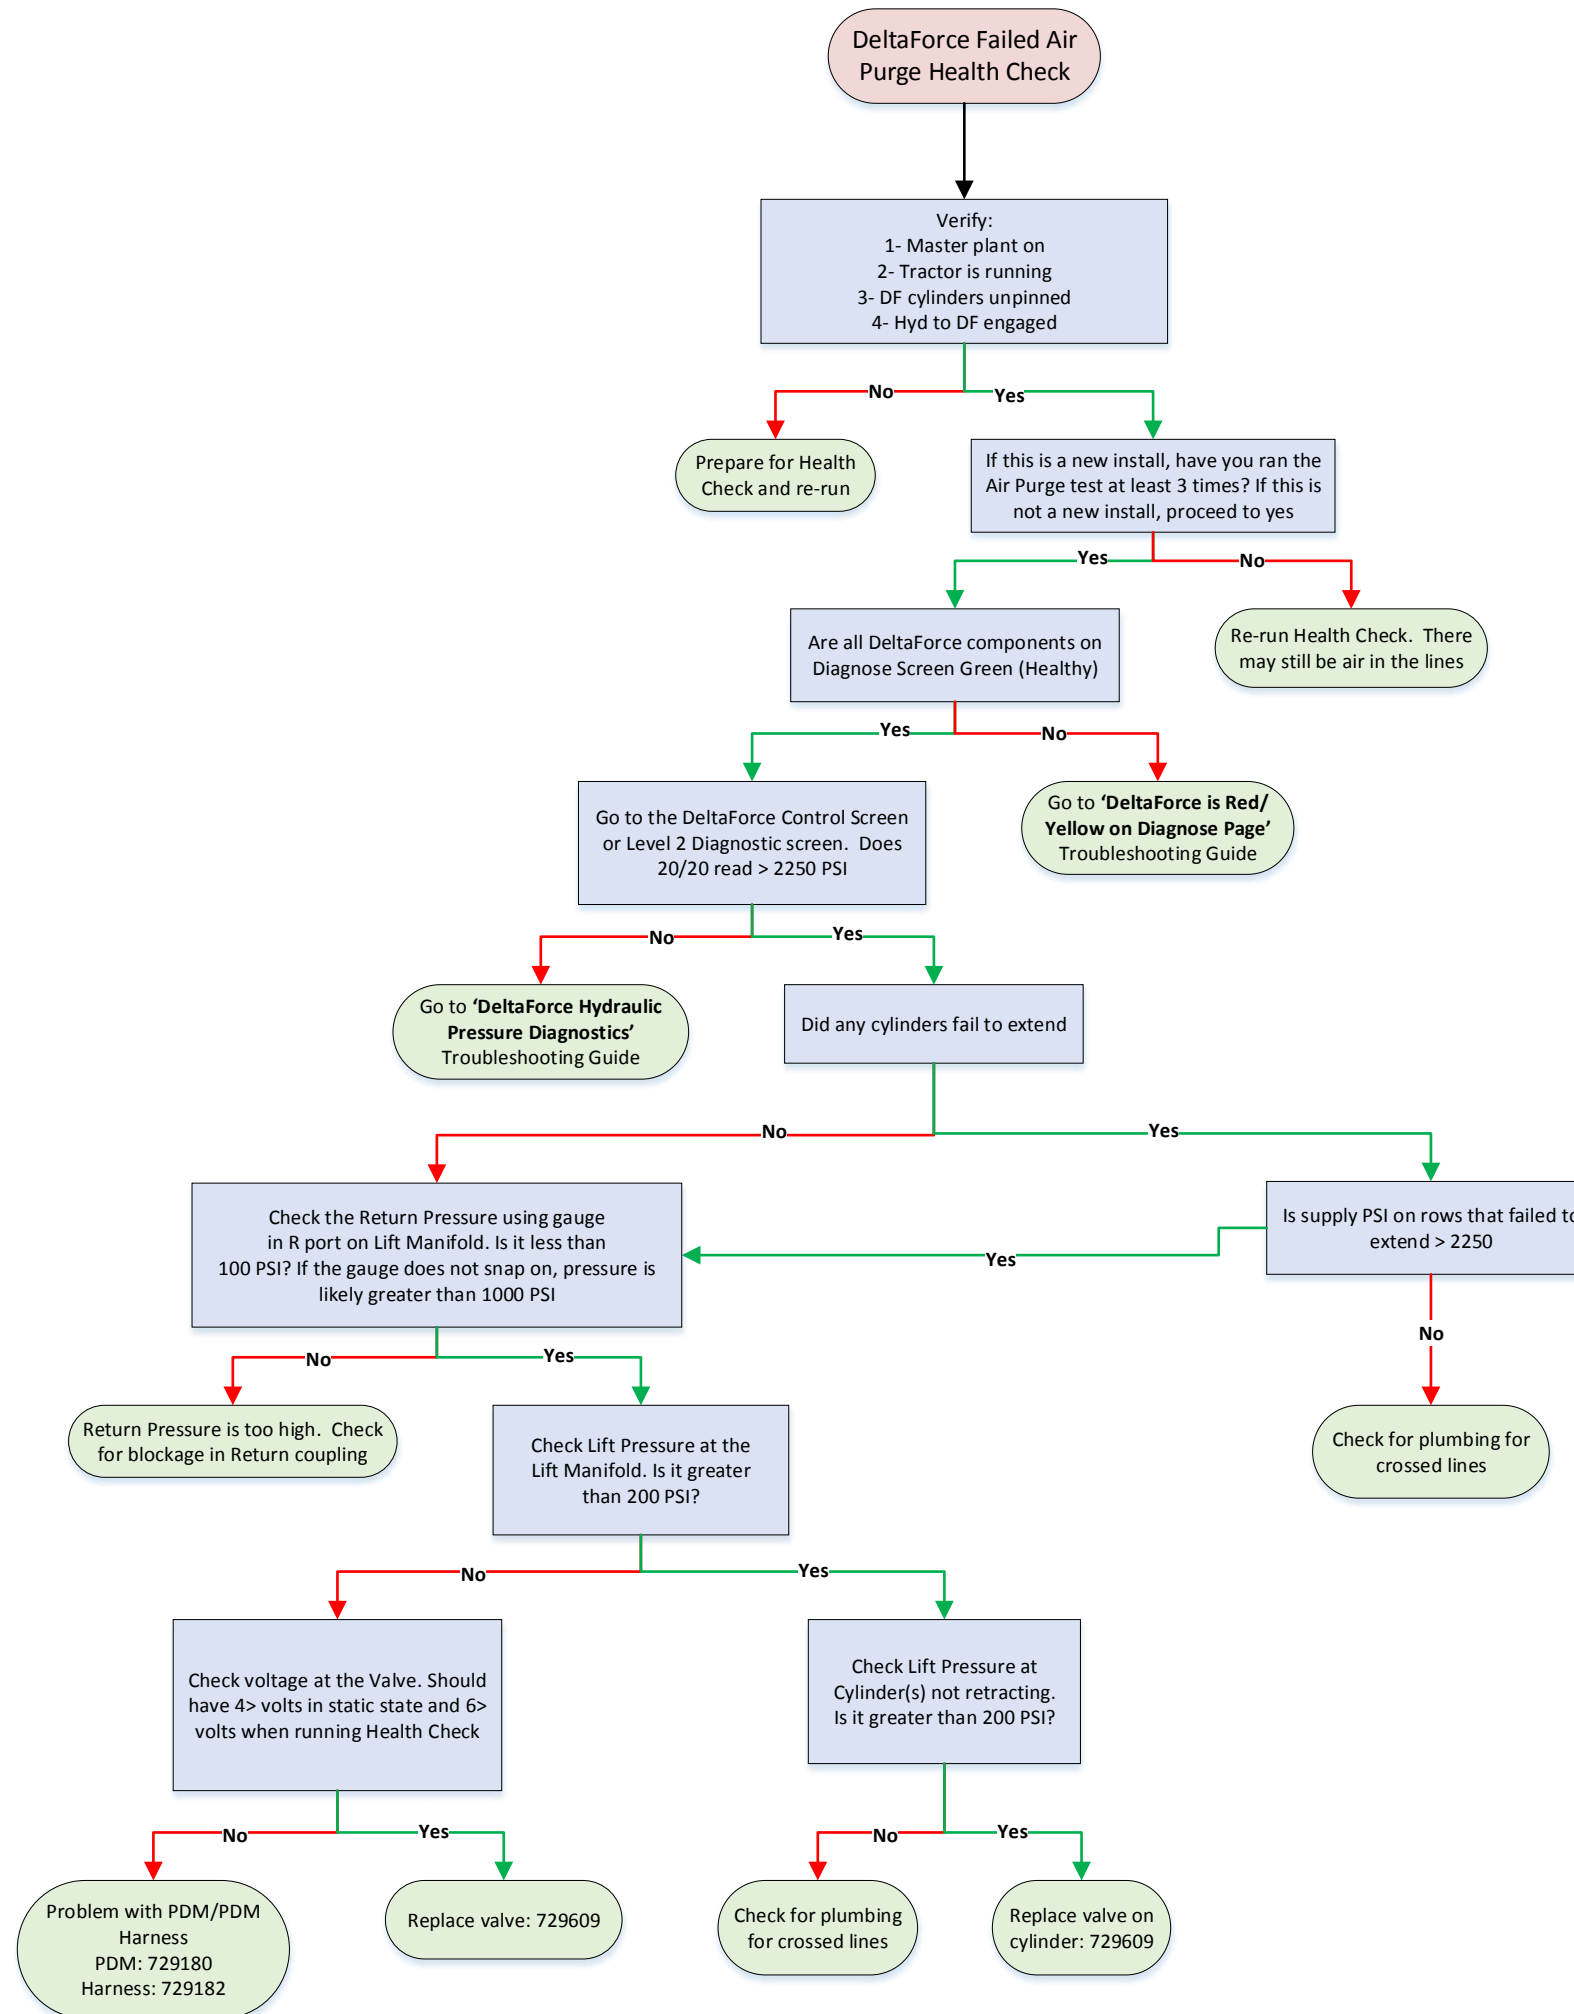 DeltaForce Failed Air
Purge Health Check
Verify:
1- Master plant on
2- Tractor is running
3- DF cylinders unpinned
4- Hyd to DF engaged
No
Yes
Prepare for Health
Check and re-run
If this is a new install, have you ran the
Air Purge test at least 3 times? If this is
not a new install, proceed to yes
Yes
No
Are all DeltaForce components on
Diagnose Screen Green (Healthy)
Re-run Health Check.  There
may still be air in the lines
Yes
No
Go to the DeltaForce Control Screen
or Level 2 Diagnostic screen.  Does
20/20 read > 2250 PSI
Go to ‘DeltaForce is Red/
Yellow on Diagnose Page’
Troubleshooting Guide
No
Yes
Go to ‘DeltaForce Hydraulic
Pressure Diagnostics’
Troubleshooting Guide
Did any cylinders fail to extend
No
Yes
Check the Return Pressure using gauge
in R port on Lift Manifold. Is it less than
100 PSI? If the gauge does not snap on, pressure is
likely greater than 1000 PSI
Is supply PSI on rows that failed to
extend > 2250
Yes
No
No
Yes
Return Pressure is too high.  Check
for blockage in Return coupling
Check Lift Pressure at the
Lift Manifold. Is it greater
than 200 PSI?
Check for plumbing for
crossed lines
No
Yes
Check voltage at the Valve. Should
have 4> volts in static state and 6>
volts when running Health Check
Check Lift Pressure at
Cylinder(s) not retracting.
Is it greater than 200 PSI?
No
Yes
No
Yes
Problem with PDM/PDM
Harness
PDM: 729180
Harness: 729182
Replace valve: 729609
Check for plumbing
for crossed lines
Replace valve on
cylinder: 729609